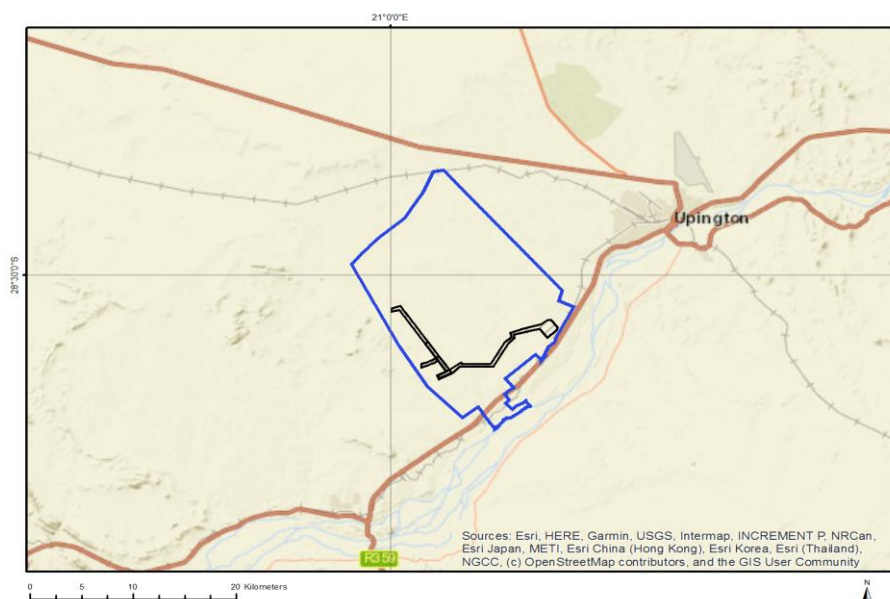 21°0'0"E
28°30'0"S
Upington
R359
Sources: Esri, HERE, Garmin, USGS, Intermap, INCREMENT P, NRCan,
Esri Japan, METI, Esri China (Hong Kong), Esri Korea, Esri (Thailand),
NGCC, (c) OpenStreetMap contributors, and the GIS User Community
0 5 10 20 Kilometers
N